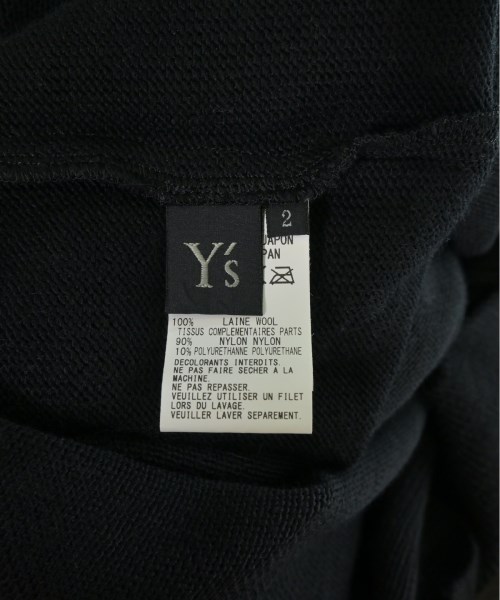 2
Y's
JAPON
PAN
100% LAINE WOOL
TISSUS COMPLEMENTAIRES PARTS
90% NYLON NYLON
10% POLYURETHANNE POLYURETHANE
DECOLORANTS INTERDITS.
NE PAS FAIRE SECHER A LA
MACHINE.
NE PAS REPASSER.
VEUILLEZ UTILISER UN FILET
LORS DU LAVAGE.
VEUILLER LAVER SEPAREMENT.